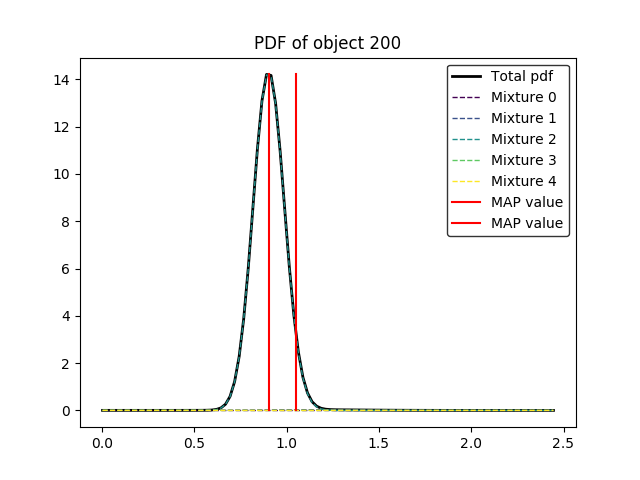 PDF of object 200
14
12
10
8
6
4
2
0
0.0
0.5
1.0
1.5
2.0
2.5
Total pdf
Mixture 0
Mixture 1
Mixture 2
Mixture 3
Mixture 4
MAP value
MAP value